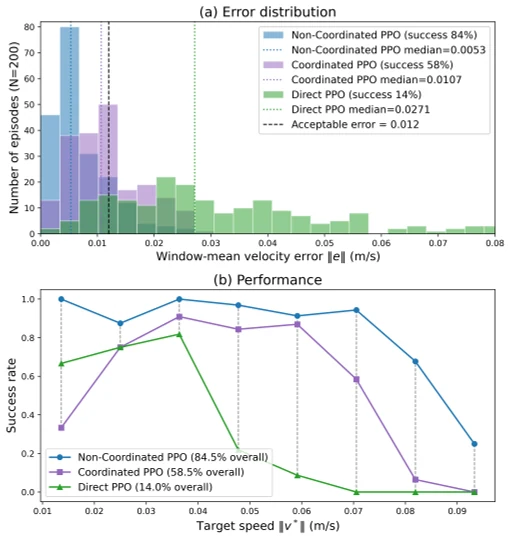 (a) Error distribution
Number of episodes (N=200)
80
70
60
50
40
30
20
10
0
Non-Coordinated PPO (success 84%)
Non-Coordinated PPO median=0.0053
Coordinated PPO (success 58%)
Coordinated PPO median=0.0107
Direct PPO (success 14%)
Direct PPO median=0.0271
Acceptable error = 0.012
0.00 0.01 0.02 0.03 0.04 0.05 0.06 0.07 0.08
Window-mean velocity error ‖e‖ (m/s)
(b) Performance
Success rate
1.0
0.8
0.6
0.4
0.2
0.0
Non-Coordinated PPO (84.5% overall)
Coordinated PPO (58.5% overall)
Direct PPO (14.0% overall)
0.01 0.02 0.03 0.04 0.05 0.06 0.07 0.08 0.09
Target speed ‖v*‖ (m/s)